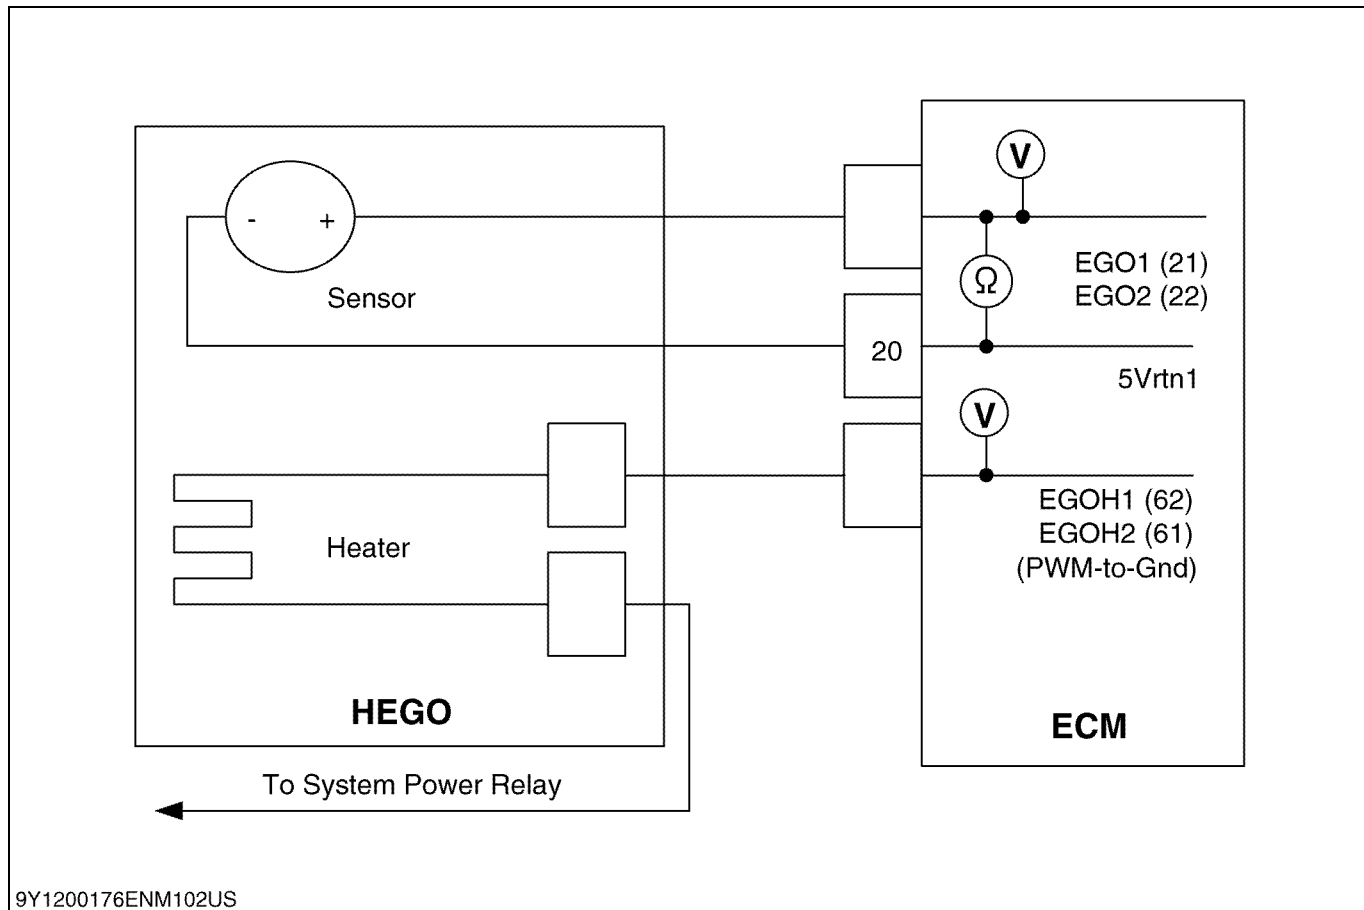 V
- +
EGO1 (21)
Ω
EGO2 (22)
Sensor
20
5Vrtn1
V
EGOH1 (62)
EGOH2 (61)
Heater
(PWM-to-Gnd)
HEGO
ECM
To System Power Relay
9Y1200176ENM102US